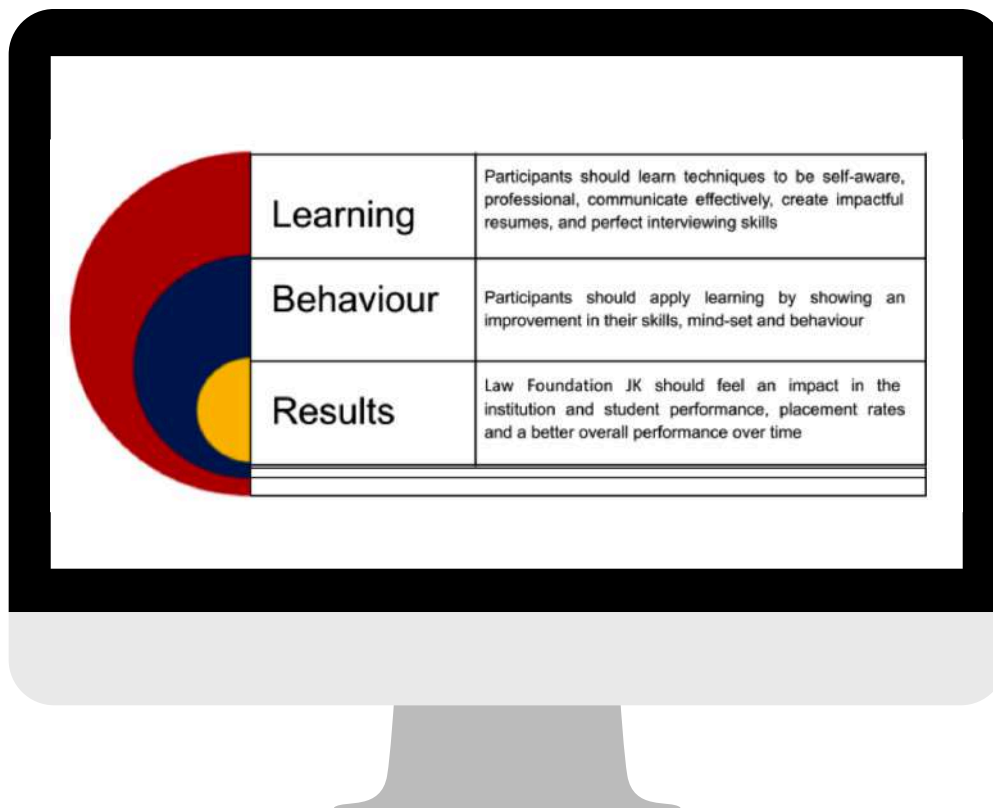 Learning
Participants should learn techniques to be self-aware,
professional, communicate effectively, create impactful
resumes, and perfect interviewing skills
Behaviour
Participants should apply learning by showing an
improvement in their skills, mind-set and behaviour
Results
Law Foundation JK should feel an impact in the
institution and student performance, placement rates
and a better overall performance over time